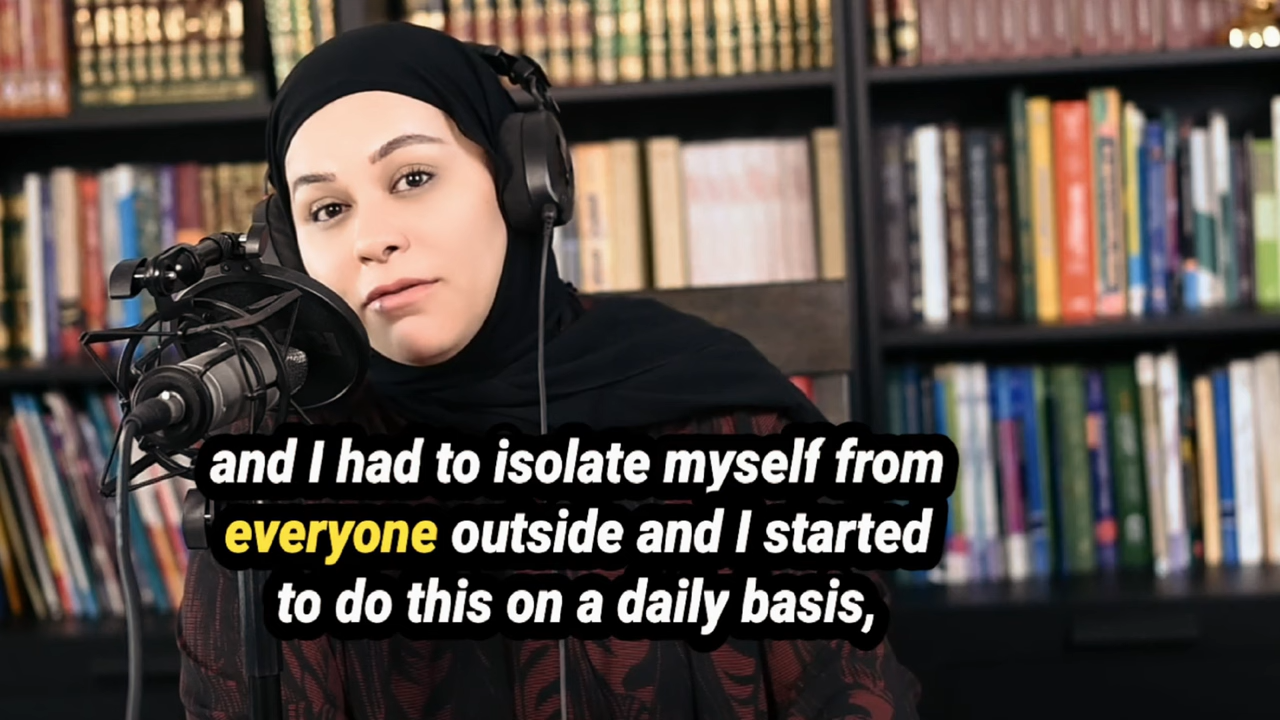 and I had to isolate myself from
everyone outside and I started
to do this on a daily basis,